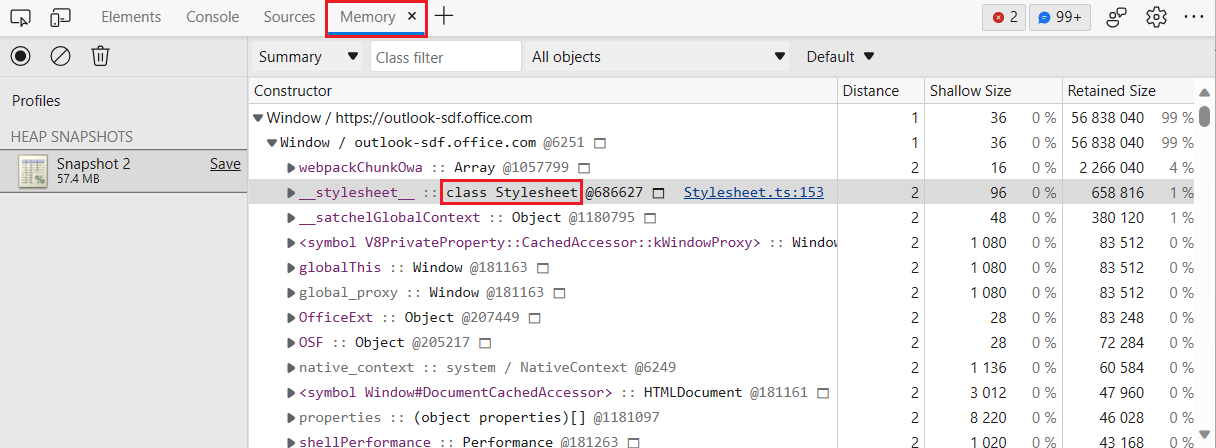 Elements Console Sources Memory × + 2 99+ ...
Summary Class filter All objects Default
Profiles
HEAP SNAPSHOTS
Snapshot 2 Save
57.4 MB
Constructor Distance Shallow Size Retained Size
Window / https://outlook-sdf.office.com 1 36 0 % 56 838 040 99 %
Window / outlook-sdf.office.com @6251 1 36 0 % 56 838 040 99 %
webpackChunkOwa :: Array @1057799 2 16 0 % 2 266 040 4 %
__stylesheet__ :: class Stylesheet @686627 Stylesheet.ts:153 2 96 0 % 658 816 1 %
__satchelGlobalContext :: Object @1180795 2 48 0 % 380 120 1 %
<symbol V8PrivateProperty::CachedAccessor::kWindowProxy> :: Window 2 1 080 0 % 83 512 0 %
globalThis :: Window @181163 2 1 080 0 % 83 512 0 %
global_proxy :: Window @181163 2 1 080 0 % 83 512 0 %
OfficeExt :: Object @207449 2 28 0 % 83 248 0 %
OSF :: Object @205217 2 28 0 % 72 284 0 %
native_context :: system / NativeContext @6249 2 1 136 0 % 60 584 0 %
<symbol Window#DocumentCachedAccessor> :: HTMLDocument @181161 2 3 012 0 % 47 960 0 %
properties :: (object properties)[] @1181097 2 8 220 0 % 46 028 0 %
shellPerformance :: Performance @181263 2 1 020 0 % 43 168 0 %